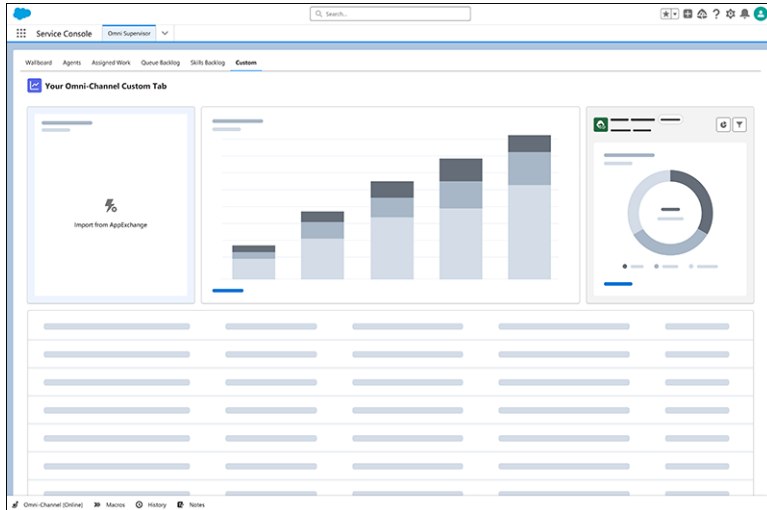 Search...
Service Console
Omni Supervisor
Wallboard Agents Assigned Work Queue Backlog Skills Backlog Custom
Your Omni-Channel Custom Tab
Import from AppExchange
Omni-Channel (Online) Macros History Notes